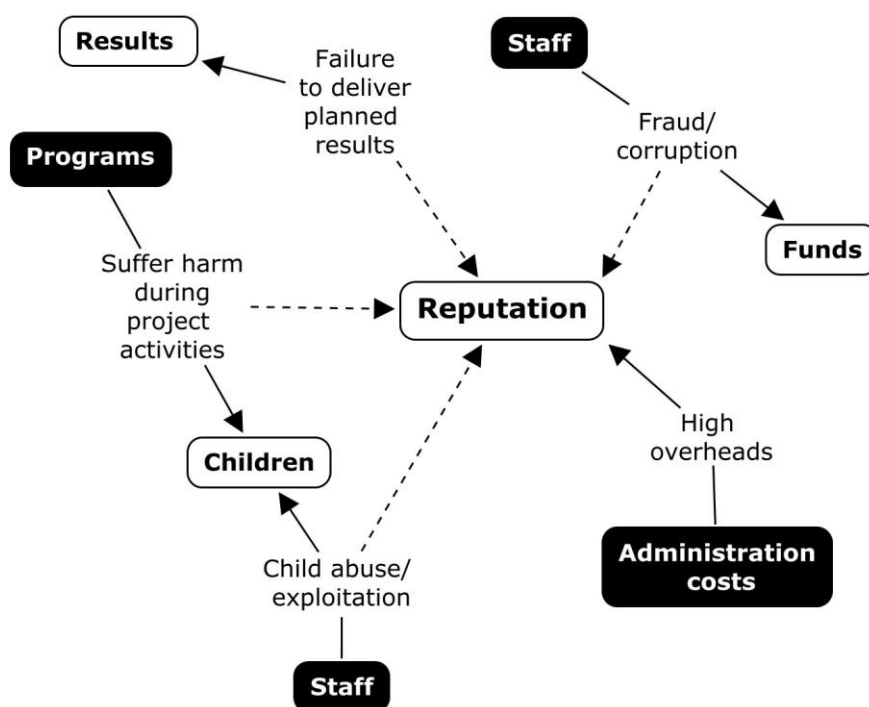 Results
Failure
to deliver
planned
results
Staff
Fraud/
corruption
Programs
Funds
Suffer harm
during
project
activities
Reputation
High
overheads
Children
Administration
costs
Child abuse/
exploitation
Staff